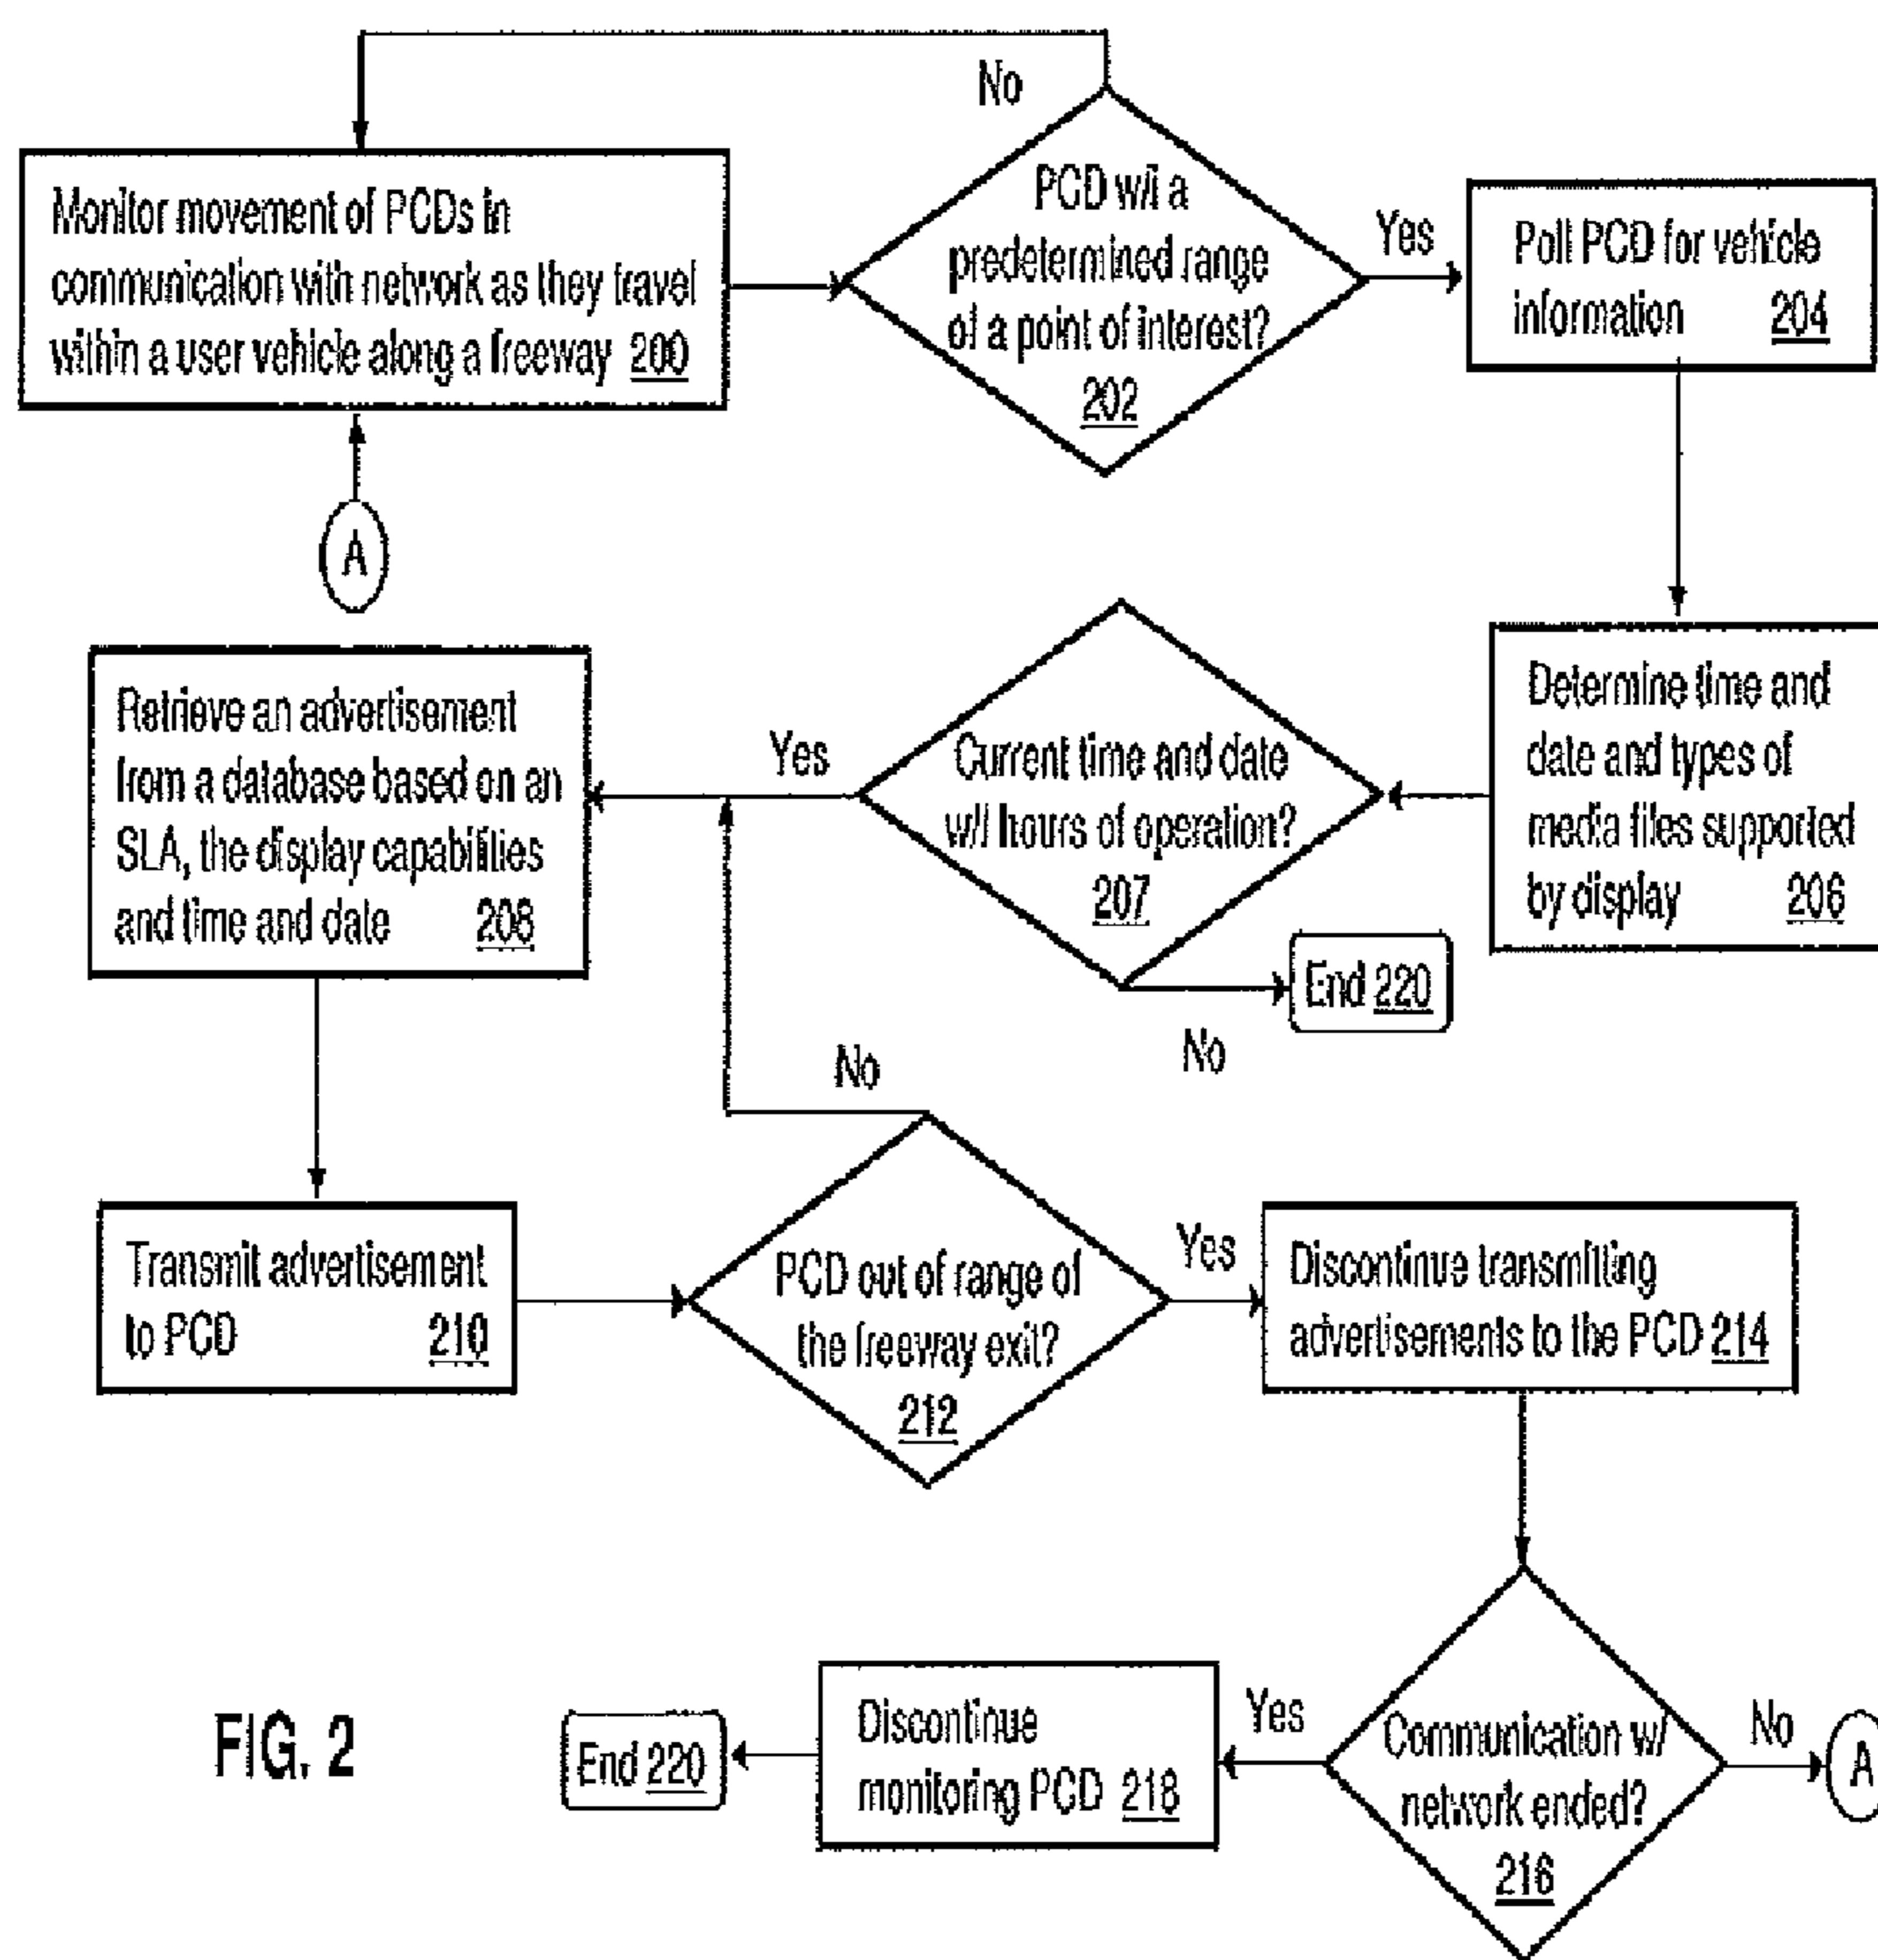 No
Monitor movement of PCDs in
communication with network as they travel
within a user vehicle along a freeway 200
PCD w/i a
predetermined range
of a point of interest?
202
Yes
Poll PCD for vehicle
information 204
A
Retrieve an advertisement
from a database based on an
SLA, the display capabilities
and time and date 208
Yes
Current time and date
w/i hours of operation?
207
Determine time and
date and types of
media files supported
by display 206
End 220
No
No
Transmit advertisement
to PCD 210
PCD out of range of
the freeway exit?
212
Yes
Discontinue transmitting
advertisements to the PCD 214
FIG. 2
End 220
Discontinue
monitoring PCD 218
Yes
Communication w/
network ended?
216
No
A